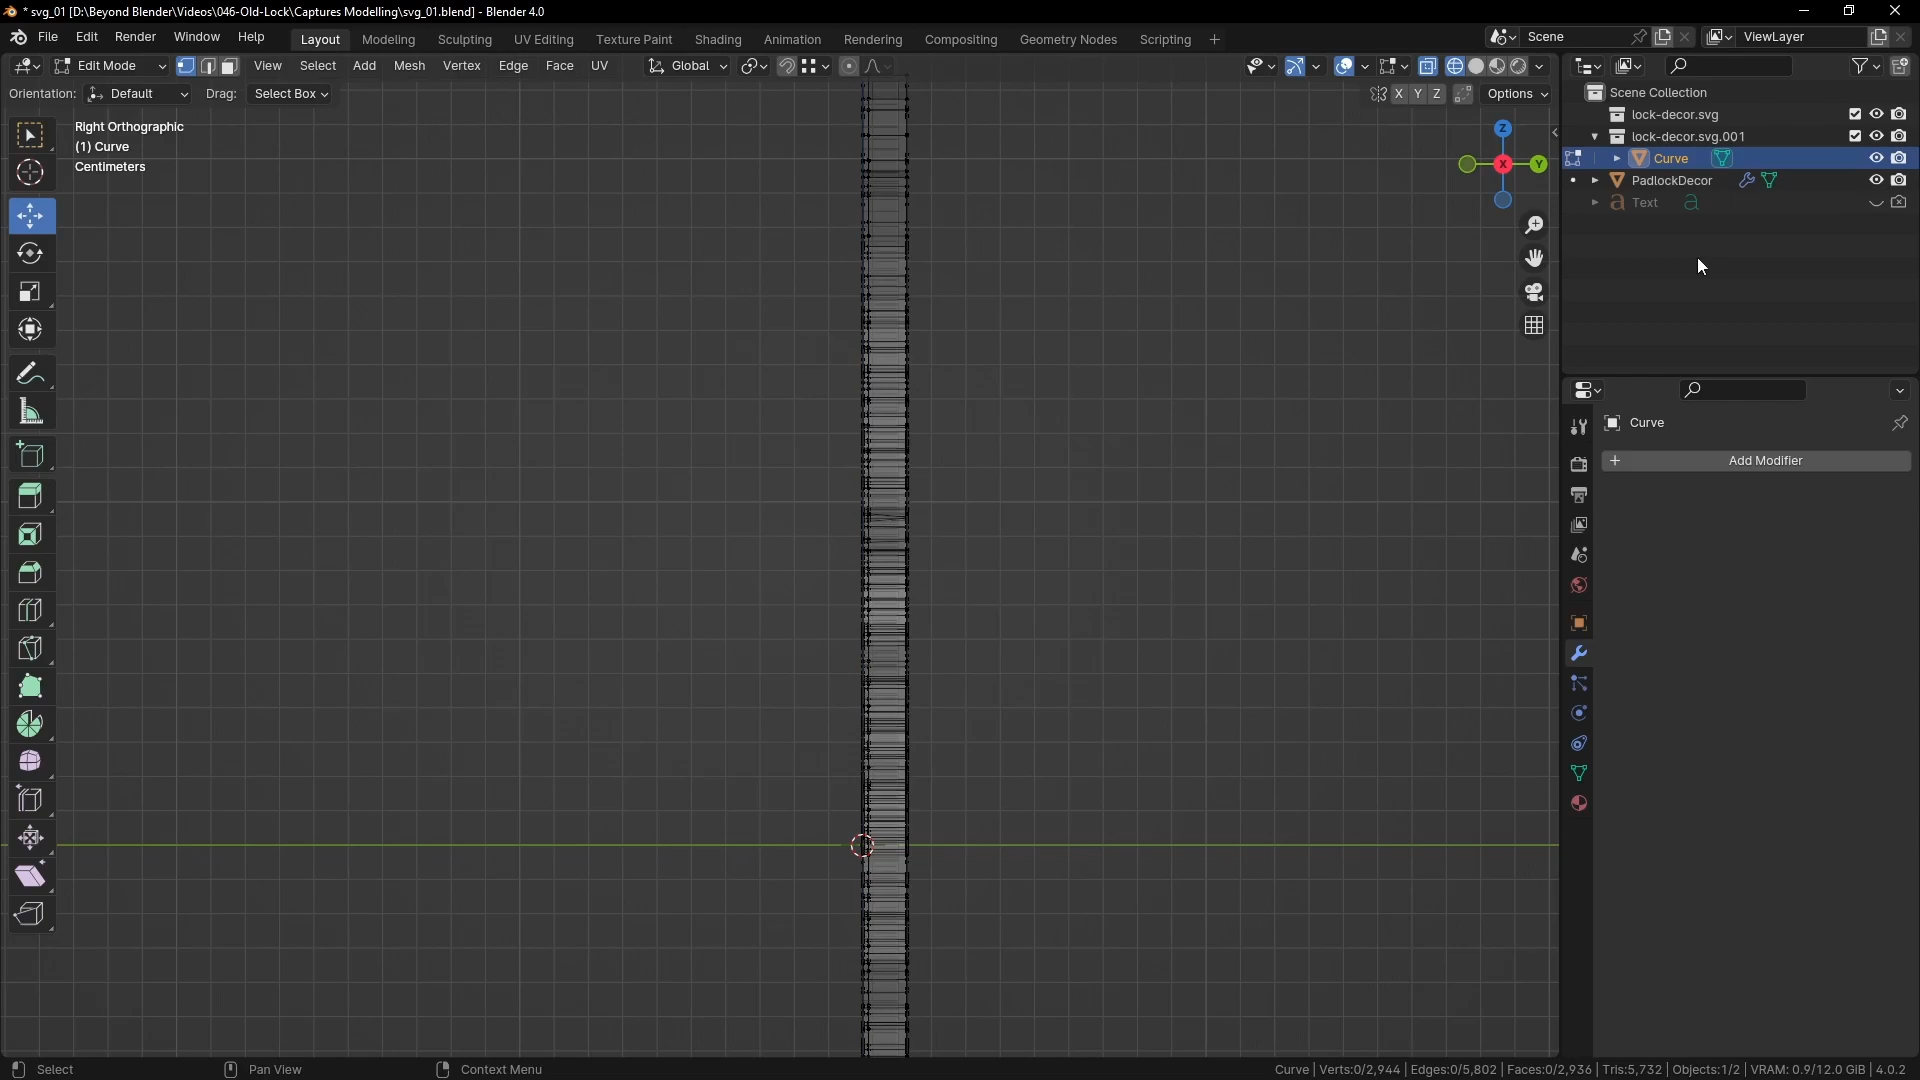 * svg_01 [D:\Beyond Blender\Videos\046-Old-Lock\Captures Modelling\svg_01.blend] - Blender 4.0
File Edit Render Window Help Layout Modeling Sculpting UV Editing Texture Paint Shading Animation Rendering Compositing Geometry Nodes Scripting + Scene ViewLayer
Edit Mode View Select Add Mesh Vertex Edge Face UV Global
Orientation: Default Drag: Select Box X Y Z Options
Right Orthographic
(1) Curve
Centimeters
Z
X
Y
Scene Collection
lock-decor.svg
lock-decor.svg.001
Curve
PadlockDecor
Text
Curve
+ Add Modifier
Select Pan View Context Menu Curve | Verts:0/2,944 | Edges:0/5,802 | Faces:0/2,936 | Tris:5,732 | Objects:1/2 | VRAM: 0.9/12.0 GiB | 4.0.2